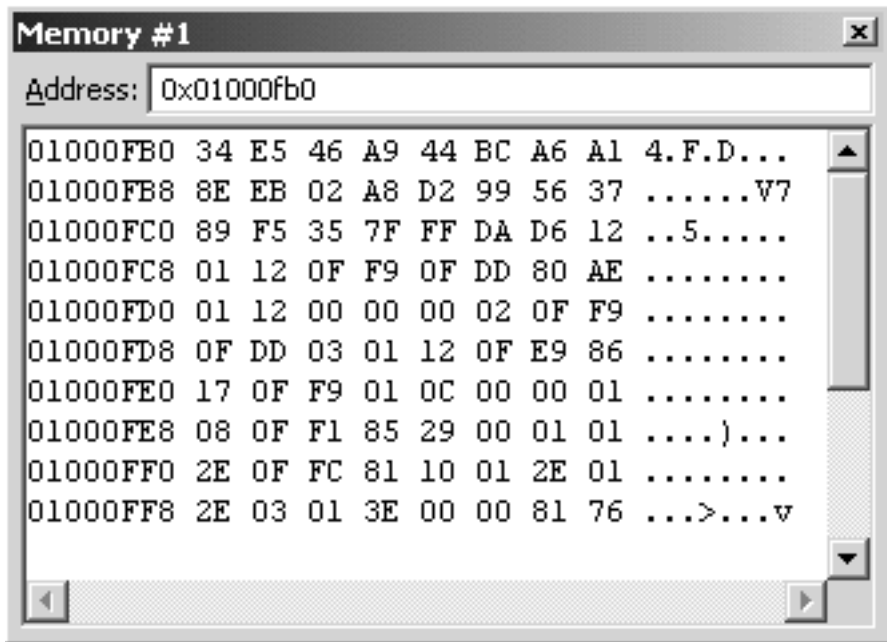 Memory #1
Address: 0x01000fb0
01000FB0 34 E5 46 A9 44 BC A6 A1 4.F.D...
01000FB8 8E EB 02 A8 D2 99 56 37 ......V7
01000FC0 89 F5 35 7F FF DA D6 12 ..5.....
01000FC8 01 12 0F F9 0F DD 80 AE ........
01000FD0 01 12 00 00 00 02 0F F9 ........
01000FD8 0F DD 03 01 12 0F E9 86 ........
01000FE0 17 0F F9 01 0C 00 00 01 ........
01000FE8 08 0F F1 85 29 00 01 01 ....)...
01000FF0 2E 0F FC 81 10 01 2E 01 ........
01000FF8 2E 03 01 3E 00 00 81 76 ...>...v